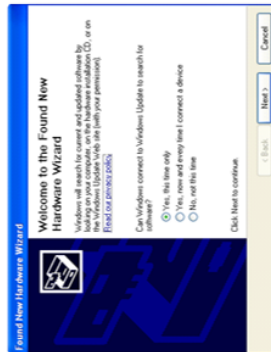 Found New Hardware Wizard
Welcome to the Found New
Hardware Wizard
Windows will search for current and updated software by
looking on your computer, on the hardware installation CD, or on
the Windows Update Web site (with your permission).
Read our privacy policy
Can Windows connect to Windows Update to search for
software?
Yes, this time only
Yes, now and every time I connect a device
No, not this time
Click Next to continue.
< Back
Next >
Cancel